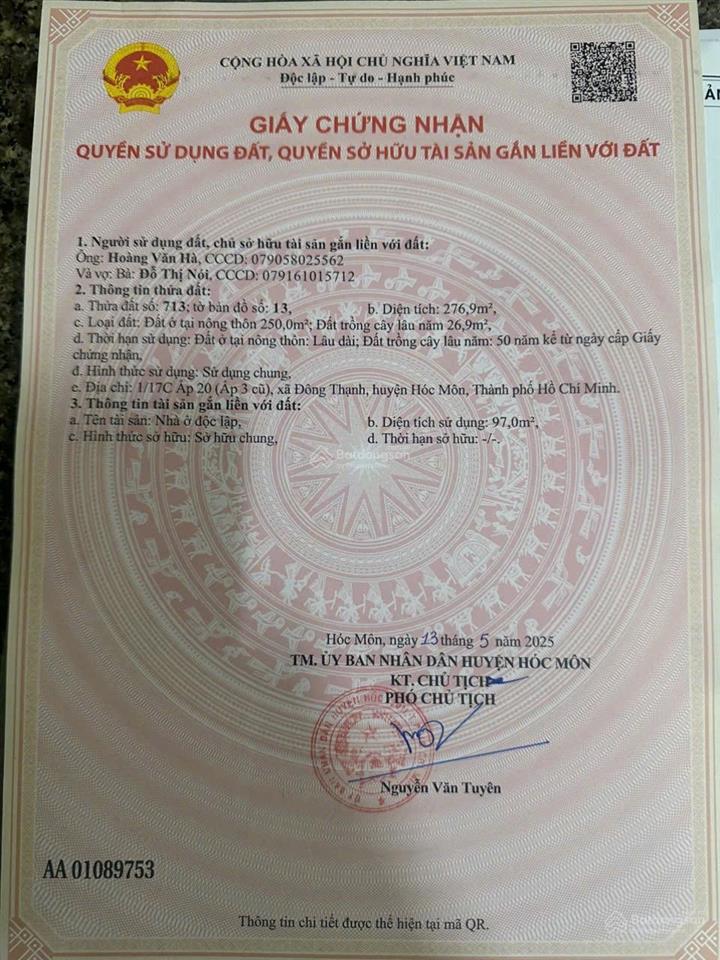 CỘNG HÒA XÃ HỘI CHỦ NGHĨA VIỆT NAM
Độc lập - Tự do - Hạnh phúc
GIẤY CHỨNG NHẬN
QUYỀN SỬ DỤNG ĐẤT, QUYỀN SỞ HỮU TÀI SẢN GẮN LIỀN VỚI ĐẤT
1. Người sử dụng đất, chủ sở hữu tài sản gắn liền với đất:
Ông: Hoàng Văn Hà, CCCD: 079058025562
Và vợ: Bà: Đỗ Thị Nói, CCCD: 079161015712
2. Thông tin thửa đất:
a. Thửa đất số: 713; tờ bản đồ số: 13, b. Diện tích: 276,9m²,
c. Loại đất: Đất ở tại nông thôn 250,0m²; Đất trồng cây lâu năm 26,9m²,
d. Thời hạn sử dụng: Đất ở tại nông thôn: Lâu dài; Đất trồng cây lâu năm: 50 năm kể từ ngày cấp Giấy
chứng nhận,
đ. Hình thức sử dụng: Sử dụng chung,
e. Địa chỉ: 1/17C Ấp 20 (Ấp 3 cũ), xã Đông Thạnh, huyện Hóc Môn, Thành phố Hồ Chí Minh.
3. Thông tin tài sản gắn liền với đất:
a. Tên tài sản: Nhà ở độc lập, b. Diện tích sử dụng: 97,0m²,
c. Hình thức sở hữu: Sở hữu chung, d. Thời hạn sở hữu: -/-.
Batdongsan
Hóc Môn, ngày 13 tháng 5 năm 2025
TM. ỦY BAN NHÂN DÂN HUYỆN HÓC MÔN
KT. CHỦ TỊCH
PHÓ CHỦ TỊCH
Nguyễn Văn Tuyên
AA 01089753
Thông tin chi tiết được thể hiện tại mã QR.
Batdongsan